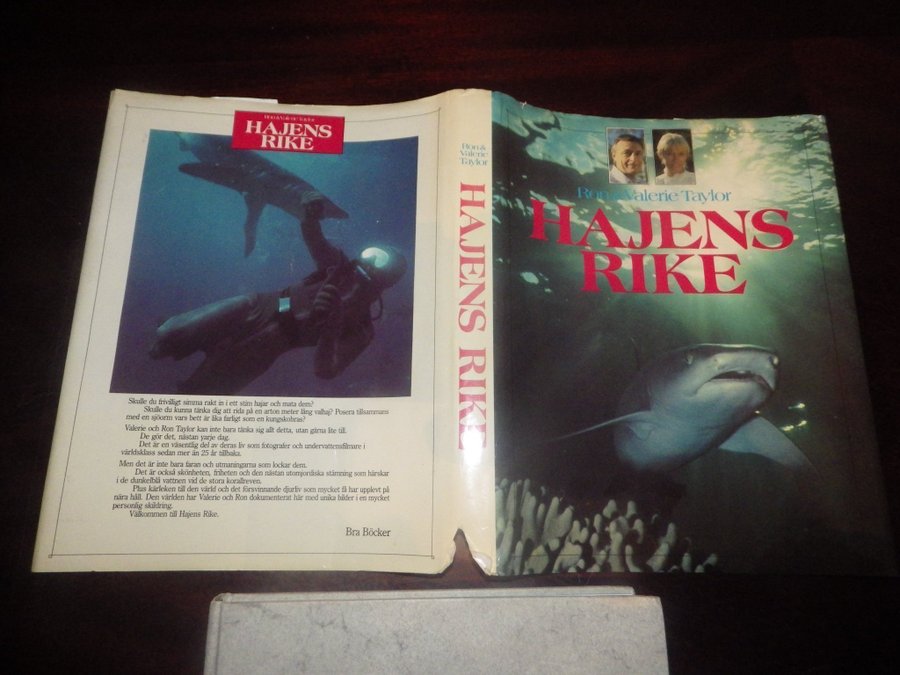 Ron & Valerie Taylor
HAJENS
RIKE
Skulle du frivilligt simma rakt in i ett stim hajar och mata dem?
Skulle du kunna tänka dig att rida på en arton meter lång valhaj? Posera tillsammans
med en sjöorm vars bett är lika farligt som en kungskobras?
Valerie och Ron Taylor kan inte bara tänka sig allt detta, utan gärna lite till.
De gör det, nästan varje dag.
Det är en väsentlig del av deras liv som fotografer och undervattensfilmare i
världsklass sedan mer än 25 år tillbaka.
Men det är inte bara faran och utmaningarna som lockar dem.
Det är också skönheten, friheten och den nästan utomjordiska stämning som härskar
i de dunkelblå vattnen vid de stora korallreven.
Plus kärleken till den värld och det försvinnande djurliv som mycket få har upplevt på
nära håll. Den världen har Valerie och Ron dokumenterat här med unika bilder i en mycket
personlig skildring.
Välkommen till Hajens Rike.
Bra Böcker
Ron &
Valerie
Taylor
HAJENS RIKE
Ron & Valerie Taylor
HAJENS
RIKE